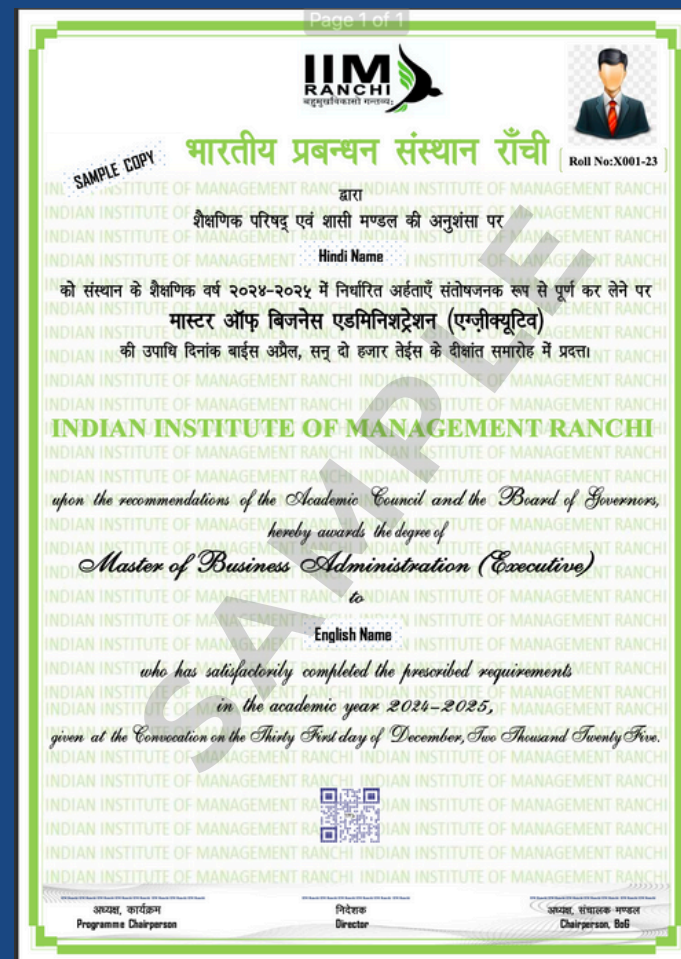 Page 1 of 1
IIM
RANCHI
बहुमुखविकासो गन्तव्यः
SAMPLE COPY
भारतीय प्रबन्धन संस्थान राँची
Roll No:X001-23
द्वारा
शैक्षणिक परिषद् एवं शासी मण्डल की अनुशंसा पर
Hindi Name
को संस्थान के शैक्षणिक वर्ष २०२४-२०२५ में निर्धारित अर्हताएँ संतोषजनक रूप से पूर्ण कर लेने पर
मास्टर ऑफ़ बिजनेस एडमिनिशट्रेशन (एग्ज़ीक्यूटिव)
की उपाधि दिनांक बाईस अप्रैल, सन् दो हजार तेईस के दीक्षांत समारोह में प्रदत्त।
INDIAN INSTITUTE OF MANAGEMENT RANCHI
upon the recommendations of the Academic Council and the Board of Governors,
hereby awards the degree of
Master of Business Administration (Executive)
to
English Name
who has satisfactorily completed the prescribed requirements
in the academic year 2024-2025,
given at the Convocation on the Thirty First day of December, Two Thousand Twenty Five.
SAMPLE
अध्यक्ष, कार्यक्रम
Programme Chairperson
निदेशक
Director
अध्यक्ष, संचालक मण्डल
Chairperson, BoG